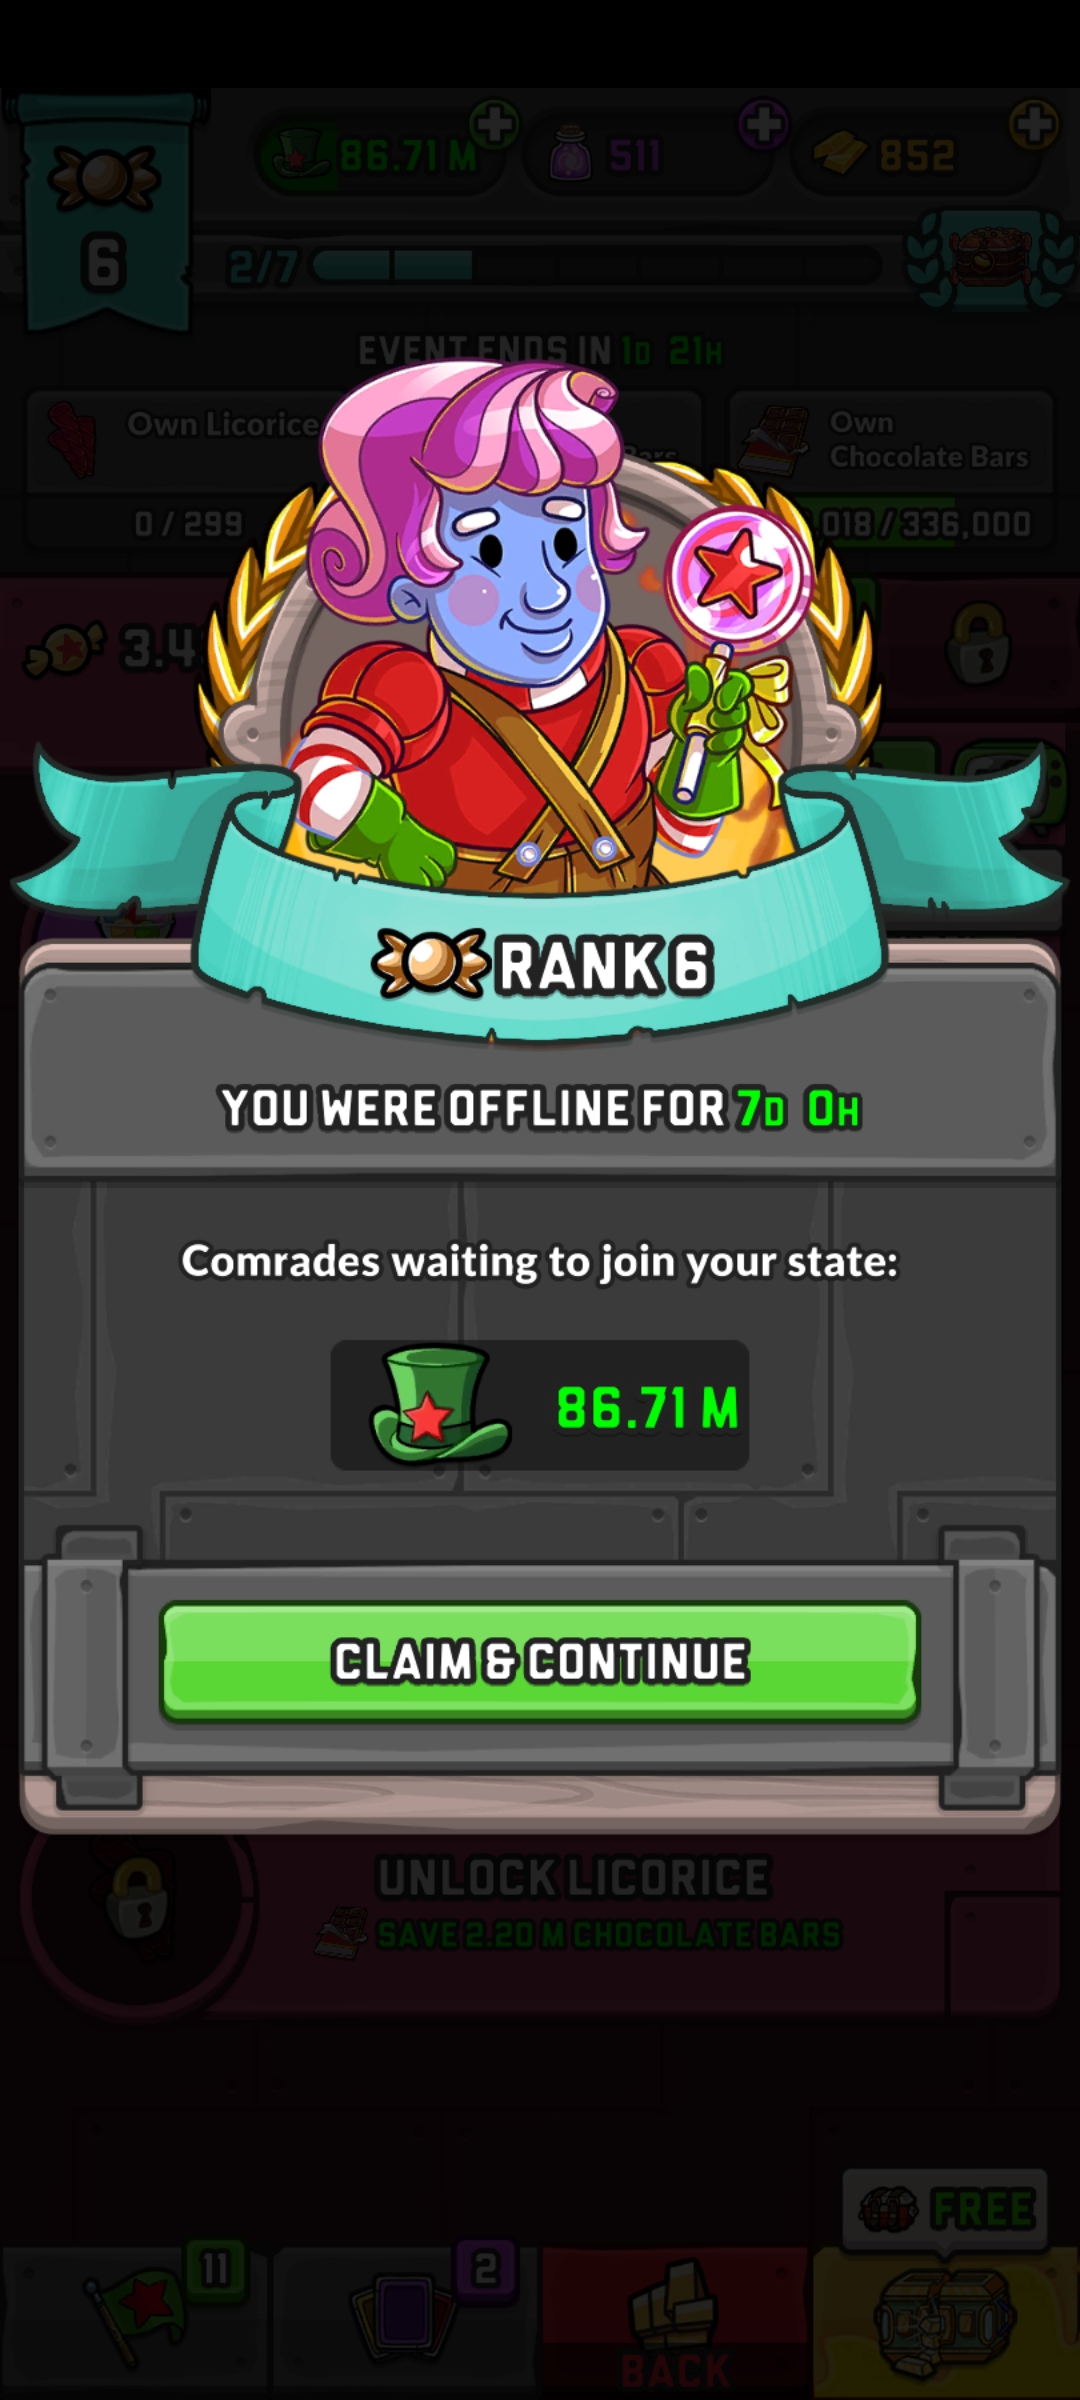 86.71 M
511
852
6
2/7
EVENT ENDS IN 1D 21H
Own Licorice
Bars
Own
Chocolate Bars
0 / 299
018 / 336,000
3.4
RANK 6
YOU WERE OFFLINE FOR 7D 0H
Comrades waiting to join your state:
86.71 M
CLAIM & CONTINUE
UNLOCK LICORICE
SAVE 2.20 M CHOCOLATE BARS
FREE
11
2
BACK